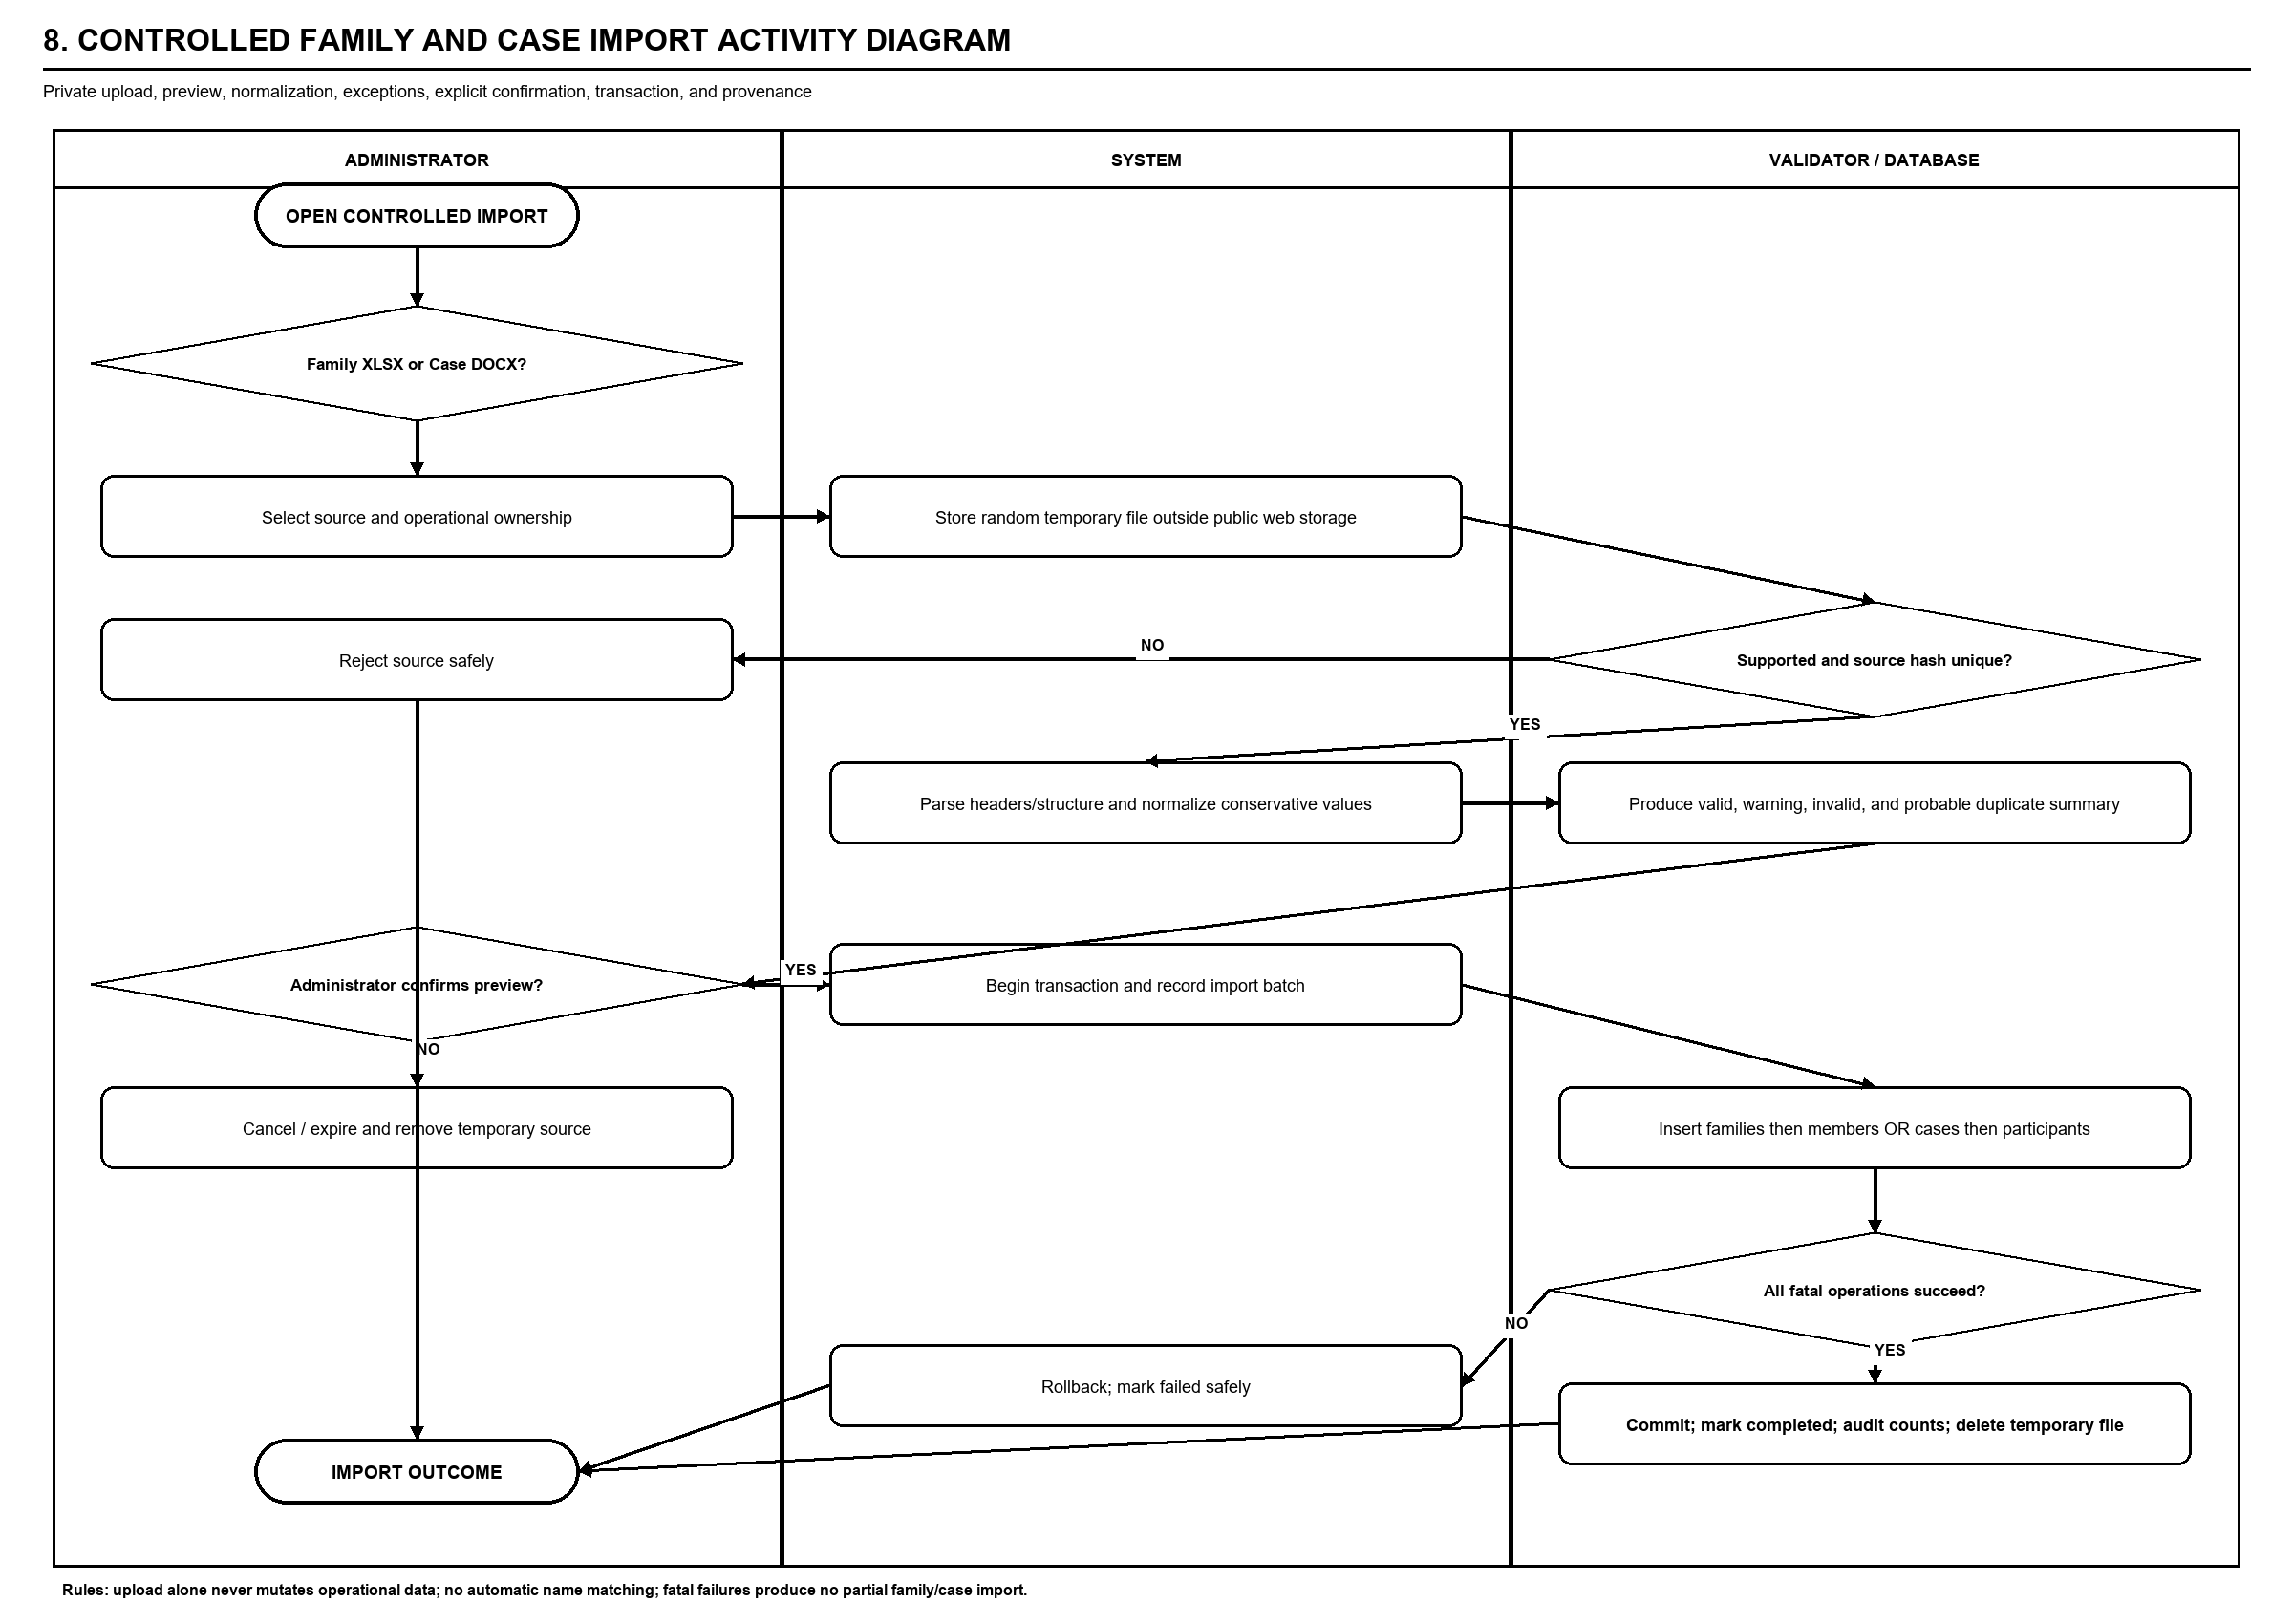 8. CONTROLLED FAMILY AND CASE IMPORT ACTIVITY DIAGRAM
Private upload, preview, normalization, exceptions, explicit confirmation, transaction, and provenance
ADMINISTRATOR
SYSTEM
VALIDATOR / DATABASE
OPEN CONTROLLED IMPORT
Family XLSX or Case DOCX?
Select source and operational ownership
Store random temporary file outside public web storage
NO
Reject source safely
Supported and source hash unique?
YES
Parse headers/structure and normalize conservative values
Produce valid, warning, invalid, and probable duplicate summary
YES
Administrator confirms preview?
Begin transaction and record import batch
NO
Cancel / expire and remove temporary source
Insert families then members OR cases then participants
All fatal operations succeed?
NO
YES
Rollback; mark failed safely
Commit; mark completed; audit counts; delete temporary file
IMPORT OUTCOME
Rules: upload alone never mutates operational data; no automatic name matching; fatal failures produce no partial family/case import.